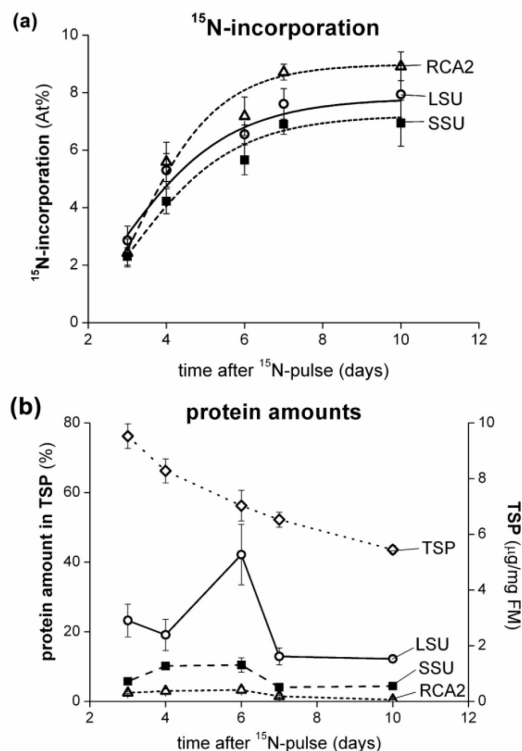 (a)
¹⁵N-incorporation
¹⁵N-incorporation (At%)
10
8
6
4
2
0
RCA2
LSU
SSU
2 4 6 8 10 12
time after ¹⁵N-pulse (days)
(b)
protein amounts
protein amount in TSP (%)
80
60
40
20
0
TSP
LSU
SSU
RCA2
10
8
6
4
2
0
TSP (µg/mg FM)
2 4 6 8 10 12
time after ¹⁵N-pulse (days)